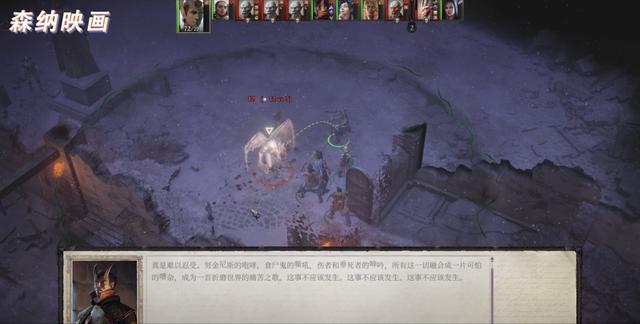 森纳映画
72/72
2
真是难以忍受。努金尼斯的咆哮，食尸鬼的嘶吼，伤者和垂死者的呻吟，所有这一切融合成一片可怕
的嘈杂，成为一首折磨世界的痛苦之歌。这事不应该发生。这事不应该发生。这事不应该发生。